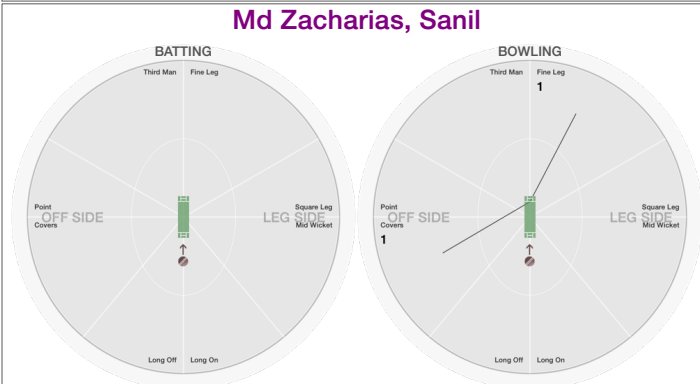 Md Zacharias, Sanil
BATTING
Third Man Fine Leg
Point
OFF SIDE
Covers
Square Leg
LEG SIDE
Mid Wicket
Long Off Long On
BOWLING
Third Man Fine Leg
1
Point
OFF SIDE
Covers
1
Square Leg
LEG SIDE
Mid Wicket
Long Off Long On